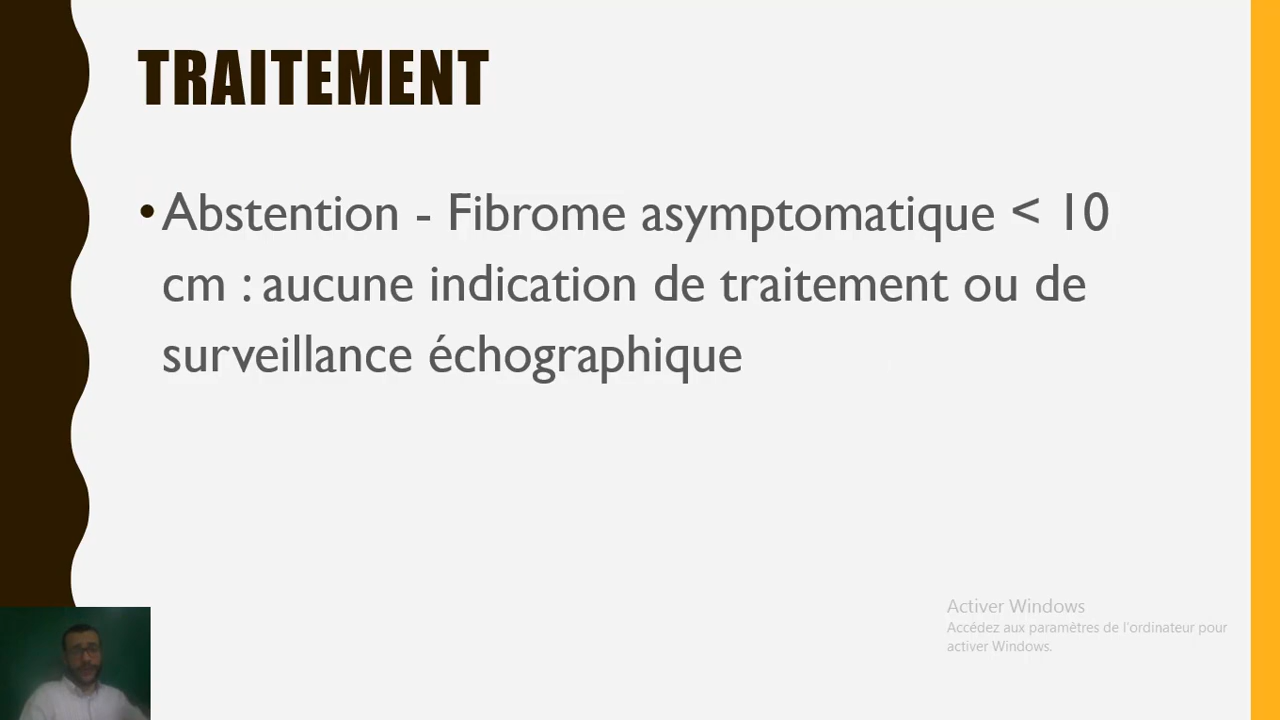 TRAITEMENT
•Abstention - Fibrome asymptomatique < 10
cm : aucune indication de traitement ou de
surveillance échographique
Activer Windows
Accédez aux paramètres de l'ordinateur pour
activer Windows.